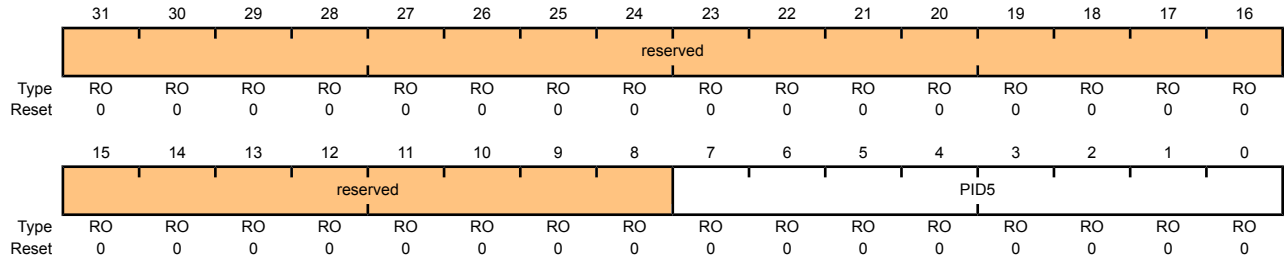 31 30 29 28 27 26 25 24 23 22 21 20 19 18 17 16
reserved
Type RO RO RO RO RO RO RO RO RO RO RO RO RO RO RO RO
Reset 0 0 0 0 0 0 0 0 0 0 0 0 0 0 0 0
15 14 13 12 11 10 9 8 7 6 5 4 3 2 1 0
reserved PID5
Type RO RO RO RO RO RO RO RO RO RO RO RO RO RO RO RO
Reset 0 0 0 0 0 0 0 0 0 0 0 0 0 0 0 0